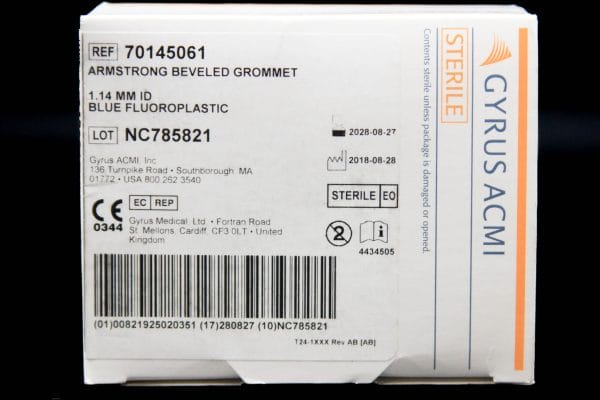 REF 70145061
ARMSTRONG BEVELED GROMMET
1.14 MM ID
BLUE FLUOROPLASTIC
LOT NC785821
Gyrus ACMI, Inc
136 Turnpike Road • Southborough, MA
01772 • USA 800 262 3540
2028-08-27
2018-08-28
STERILE EO
EC REP
CE
0344
Gyrus Medical Ltd • Fortran Road
St. Mellons, Cardiff, CF3 0LT • United
Kingdom
2
i
4434505
(01)00821925020351 (17)280827 (10)NC785821
T24-1XXX Rev AB [AB]
GYRUS ACMI
STERILE
Contents sterile unless package is damaged or opened.